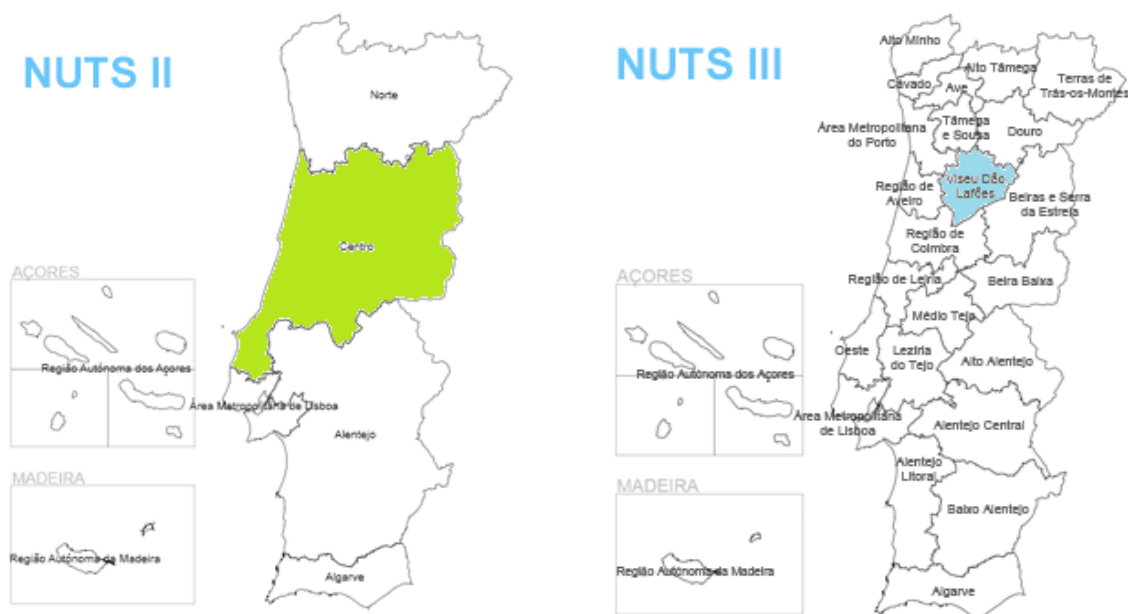 NUTS II
Norte
Centro
AÇORES
Região Autónoma dos Açores
Área Metropolitana de Lisboa
Alentejo
MADEIRA
Região Autónoma da Madeira
Algarve
NUTS III
Alto Minho
Alto Tâmega
Terras de
Trás-os-Montes
Cávado
Ave
Área Metropolitana
do Porto
Tâmega
e Sousa
Douro
Viseu Dão
Lafões
Região de
Aveiro
Beiras e Serra
da Estrela
Região de
Coimbra
AÇORES
Região de Leiria
Beira Baixa
Médio Tejo
Oeste
Lezíria
do Tejo
Alto Alentejo
Região Autónoma dos Açores
Área Metropolitana
de Lisboa
Alentejo Central
Alentejo
Litoral
MADEIRA
Baixo Alentejo
Região Autónoma da Madeira
Algarve